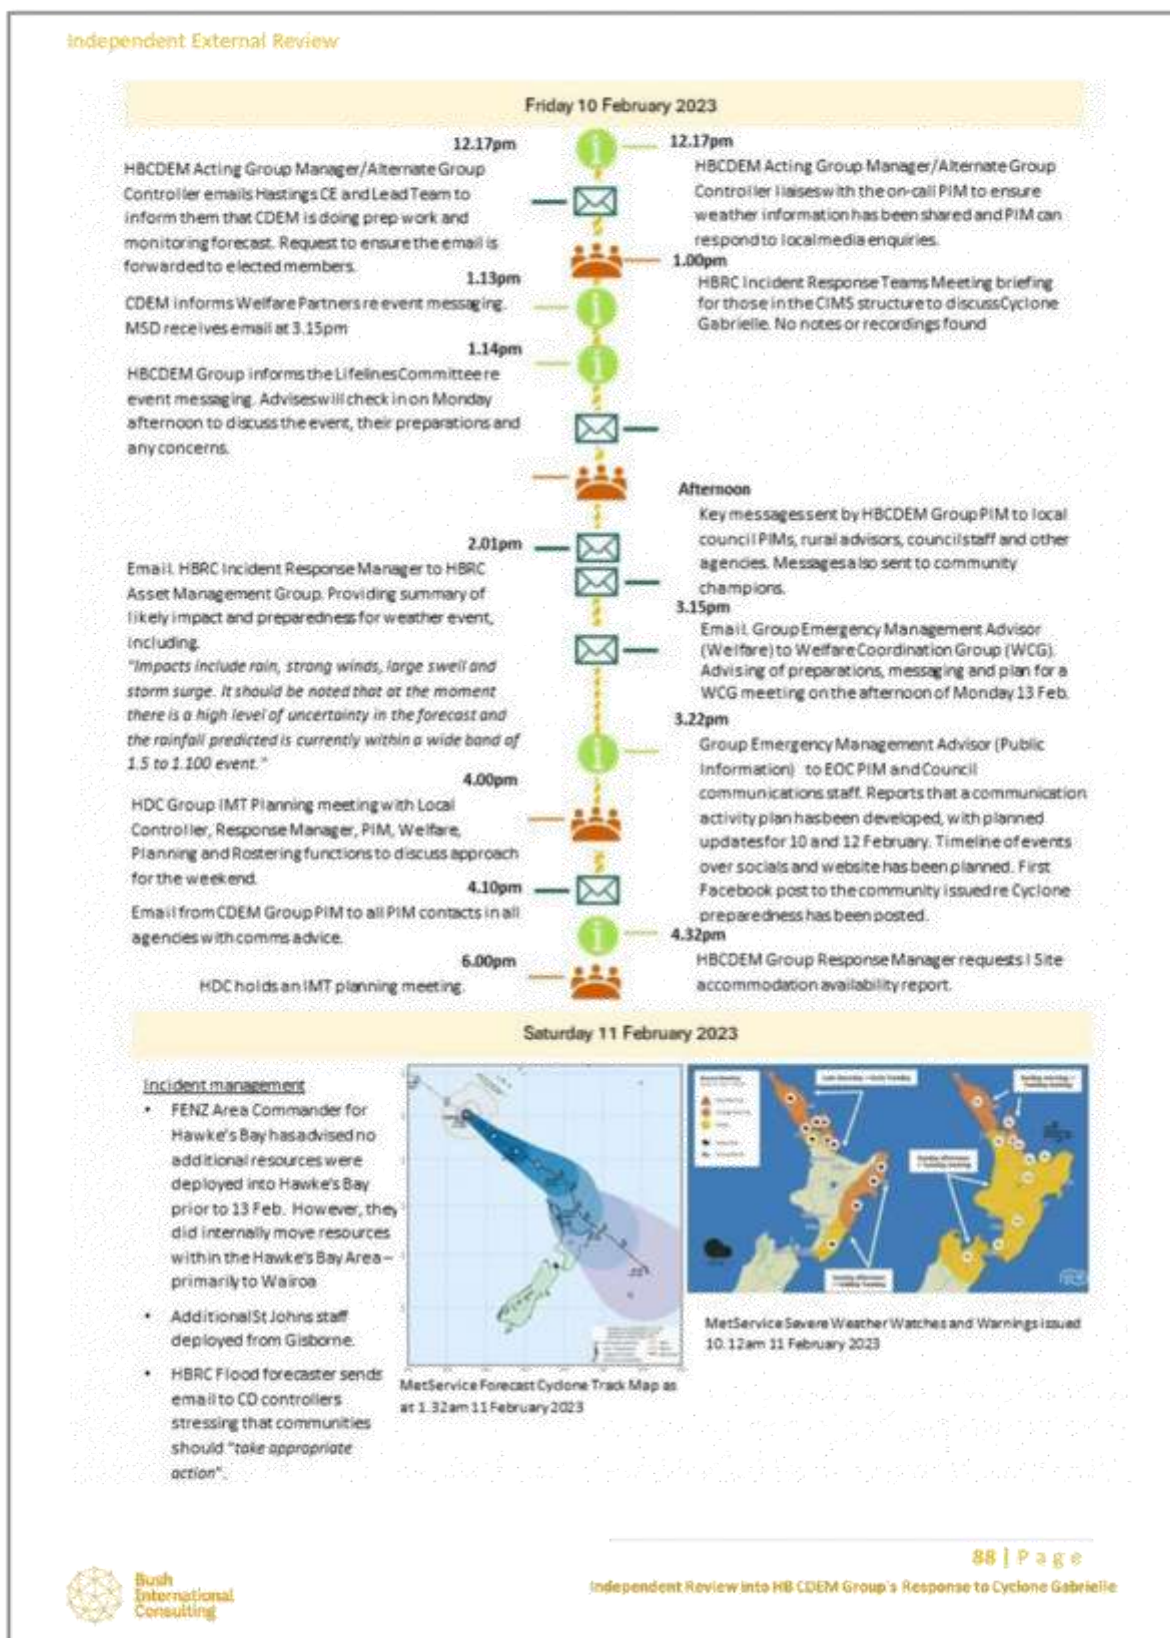 Independent External Review
Friday 10 February 2023
12.17pm
HBCDEM Acting Group Manager/Alternate Group
Controller emails Hastings CE and Lead Team to
inform them that CDEM is doing prep work and
monitoring forecast. Request to ensure the email is
forwarded to elected members.
1.13pm
CDEM informs Welfare Partners re event messaging.
MSD receives email at 3.15pm
1.14pm
HBCDEM Group informs the Lifelines Committee re
event messaging. Advises will check in on Monday
afternoon to discuss the event, their preparations and
any concerns.
2.01pm
Email. HBRC Incident Response Manager to HBRC
Asset Management Group. Providing summary of
likely impact and preparedness for weather event,
including.
"Impacts include rain, strong winds, large swell and
storm surge. It should be noted that at the moment
there is a high level of uncertainty in the forecast and
the rainfall predicted is currently within a wide band of
1.5 to 1.100 event."
4.00pm
HDC Group IMT Planning meeting with Local
Controller, Response Manager, PIM, Welfare,
Planning and Rostering functions to discuss approach
for the weekend.
4.10pm
Email from CDEM Group PIM to all PIM contacts in all
agencies with comms advice.
6.00pm
HDC holds an IMT planning meeting.
12.17pm
HBCDEM Acting Group Manager/Alternate Group
Controller liaises with the on-call PIM to ensure
weather information has been shared and PIM can
respond to local media enquiries.
1.00pm
HBRC Incident Response Teams Meeting briefing
for those in the CIMS structure to discuss Cyclone
Gabrielle. No notes or recordings found
Afternoon
Key messages sent by HBCDEM Group PIM to local
council PIMs, rural advisors, council staff and other
agencies. Messages also sent to community
champions.
3.15pm
Email. Group Emergency Management Advisor
(Welfare) to Welfare Coordination Group (WCG).
Advising of preparations, messaging and plan for a
WCG meeting on the afternoon of Monday 13 Feb.
3.22pm
Group Emergency Management Advisor (Public
Information) to EOC PIM and Council
communications staff. Reports that a communication
activity plan has been developed, with planned
updates for 10 and 12 February. Timeline of events
over socials and website has been planned. First
Facebook post to the community issued re Cyclone
preparedness has been posted.
4.32pm
HBCDEM Group Response Manager requests I Site
accommodation availability report.
Saturday 11 February 2023
Incident management
• FENZ Area Commander for
Hawke's Bay has advised no
additional resources were
deployed into Hawke's Bay
prior to 13 Feb. However, they
did internally move resources
within the Hawke's Bay Area –
primarily to Wairoa
• Additional St Johns staff
deployed from Gisborne.
• HBRC Flood forecaster sends
email to CD controllers
stressing that communities
should "take appropriate
action".
MetService Forecast Cyclone Track Map as
at 1.32am 11 February 2023
MetService Severe Weather Watches and Warnings issued
10.12am 11 February 2023
88 | Page
Independent Review into HB CDEM Group's Response to Cyclone Gabrielle
Bush
International
Consulting